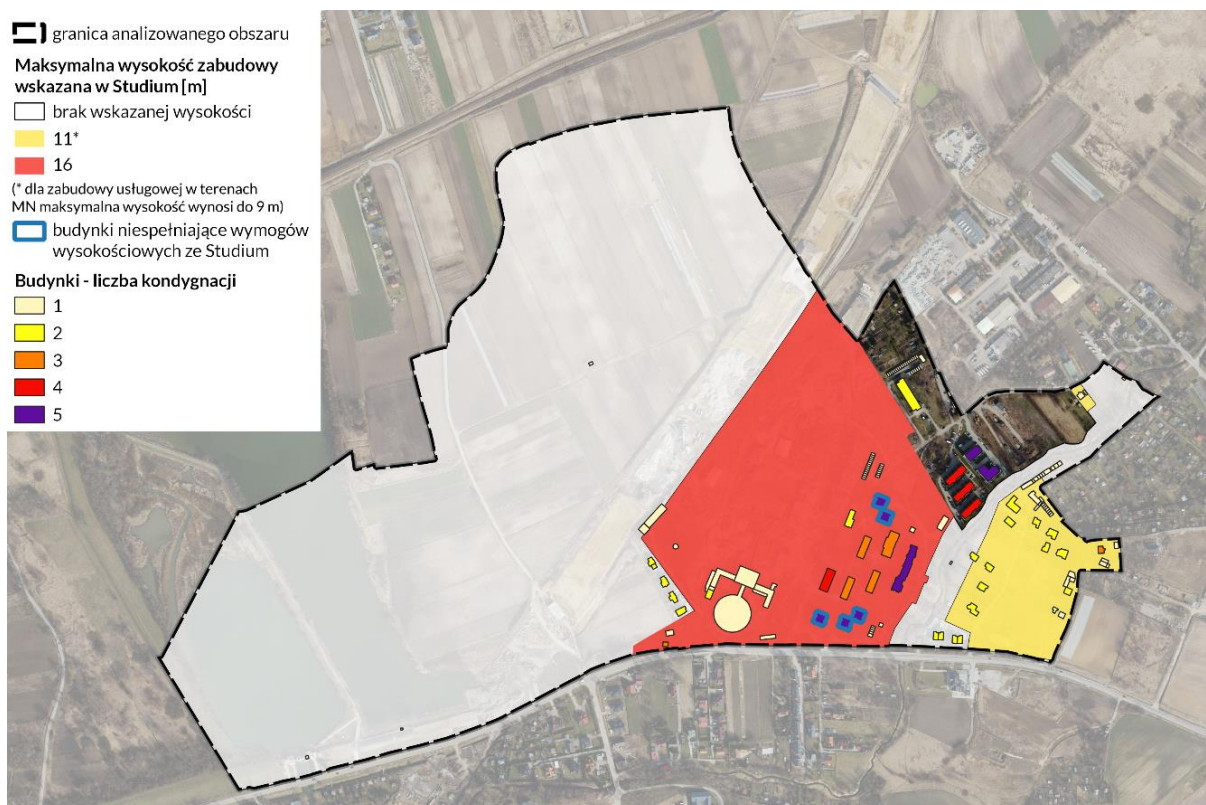 granica analizowanego obszaru
Maksymalna wysokość zabudowy
wskazana w Studium [m]
brak wskazanej wysokości
11*
16
(* dla zabudowy usługowej w terenach
MN maksymalna wysokość wynosi do 9 m)
budynki niespełniające wymogów
wysokościowych ze Studium
Budynki - liczba kondygnacji
1
2
3
4
5